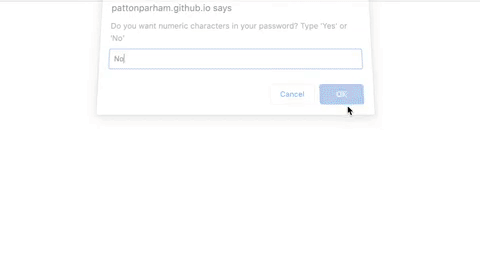 pattonparham.github.io says
Do you want numeric characters in your password? Type 'Yes' or
'No'
No
Cancel
OK